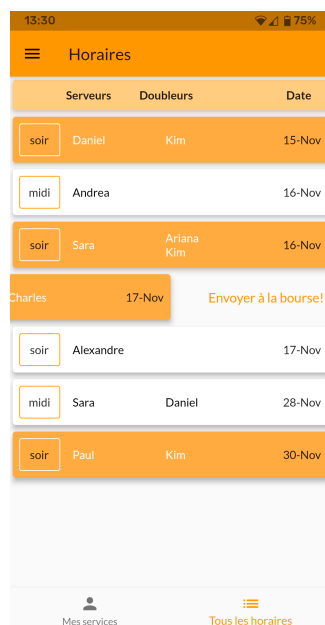 13:30 75%
Horaires
Serveurs Doubleurs Date
soir Daniel Kim 15-Nov
midi Andrea 16-Nov
soir Sara Ariana Kim 16-Nov
Charles 17-Nov Envoyer à la bourse!
soir Alexandre 17-Nov
midi Sara Daniel 28-Nov
soir Paul Kim 30-Nov
Mes services Tous les horaires